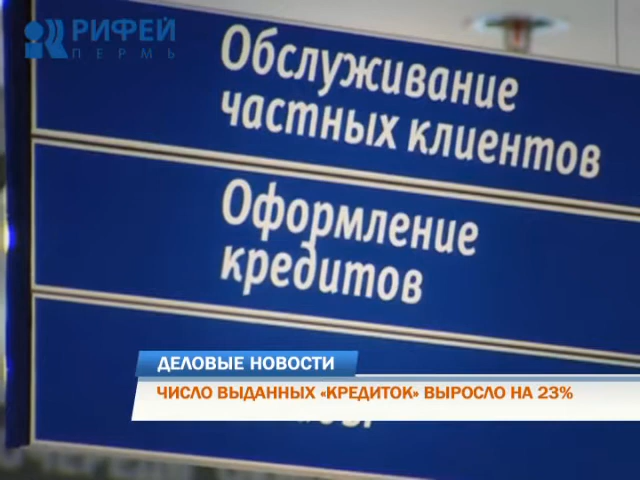 РИФЕЙ
ПЕРМЬ
Обслуживание
частных клиентов
Оформление
кредитов
ДЕЛОВЫЕ НОВОСТИ
ЧИСЛО ВЫДАННЫХ «КРЕДИТОК» ВЫРОСЛО НА 23%